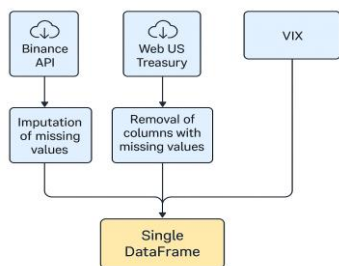 Binance
API
Web US
Treasury
VIX
Imputation
of missing
values
Removal of
columns with
missing values
Single
DataFrame